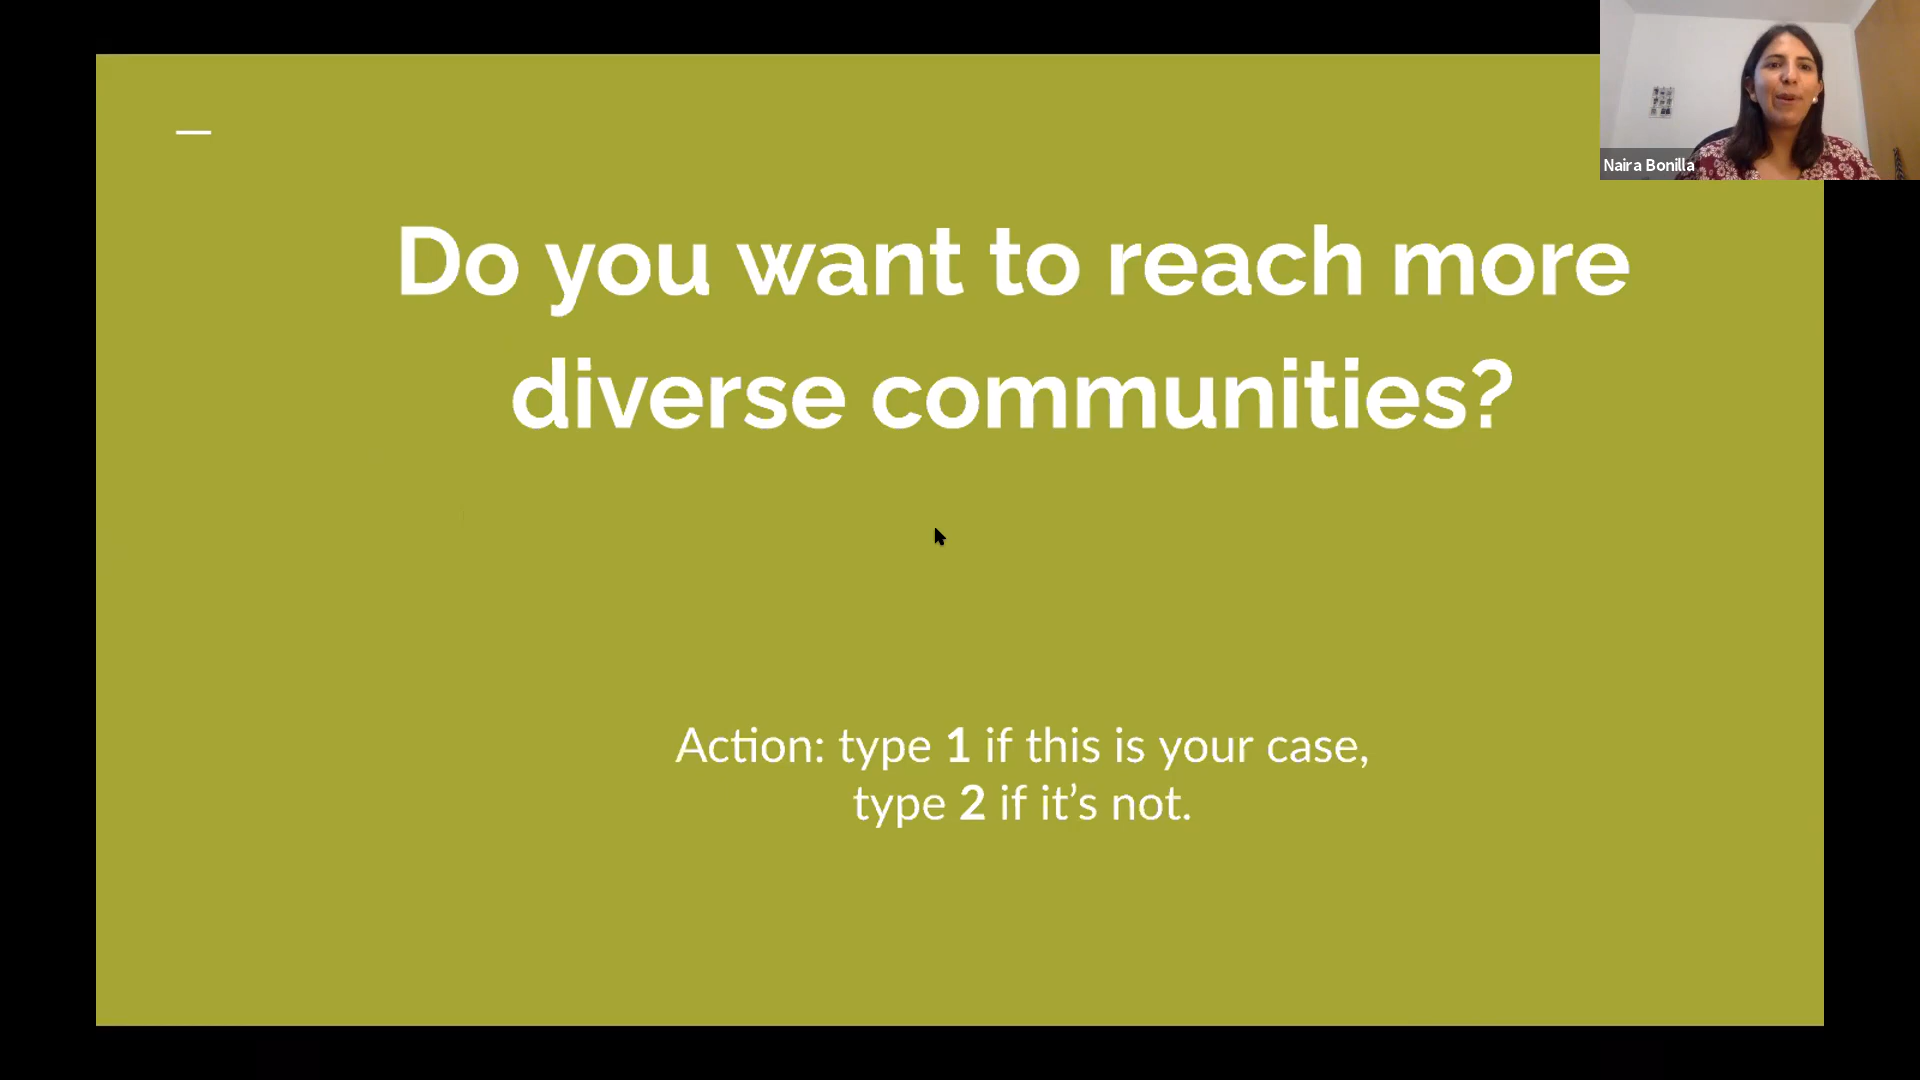 Do you want to reach more
diverse communities?
Action: type 1 if this is your case,
type 2 if it’s not.
Naira Bonilla